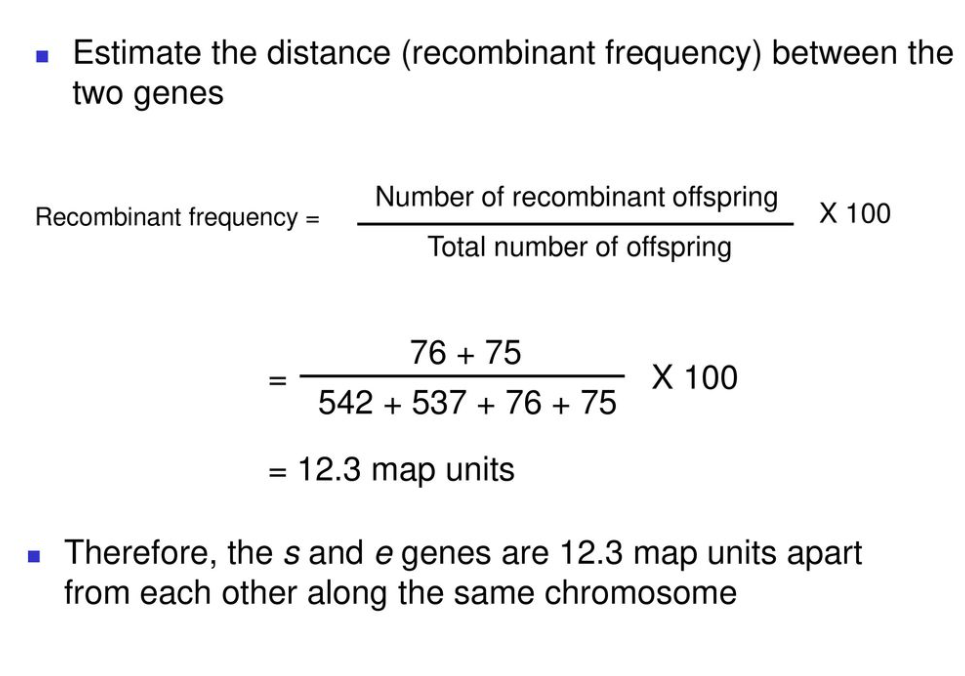 ▪ Estimate the distance (recombinant frequency) between the
two genes
Number of recombinant offspring
Recombinant frequency = X 100
Total number of offspring
76 + 75
= X 100
542 + 537 + 76 + 75
= 12.3 map units
▪ Therefore, the s and e genes are 12.3 map units apart
from each other along the same chromosome